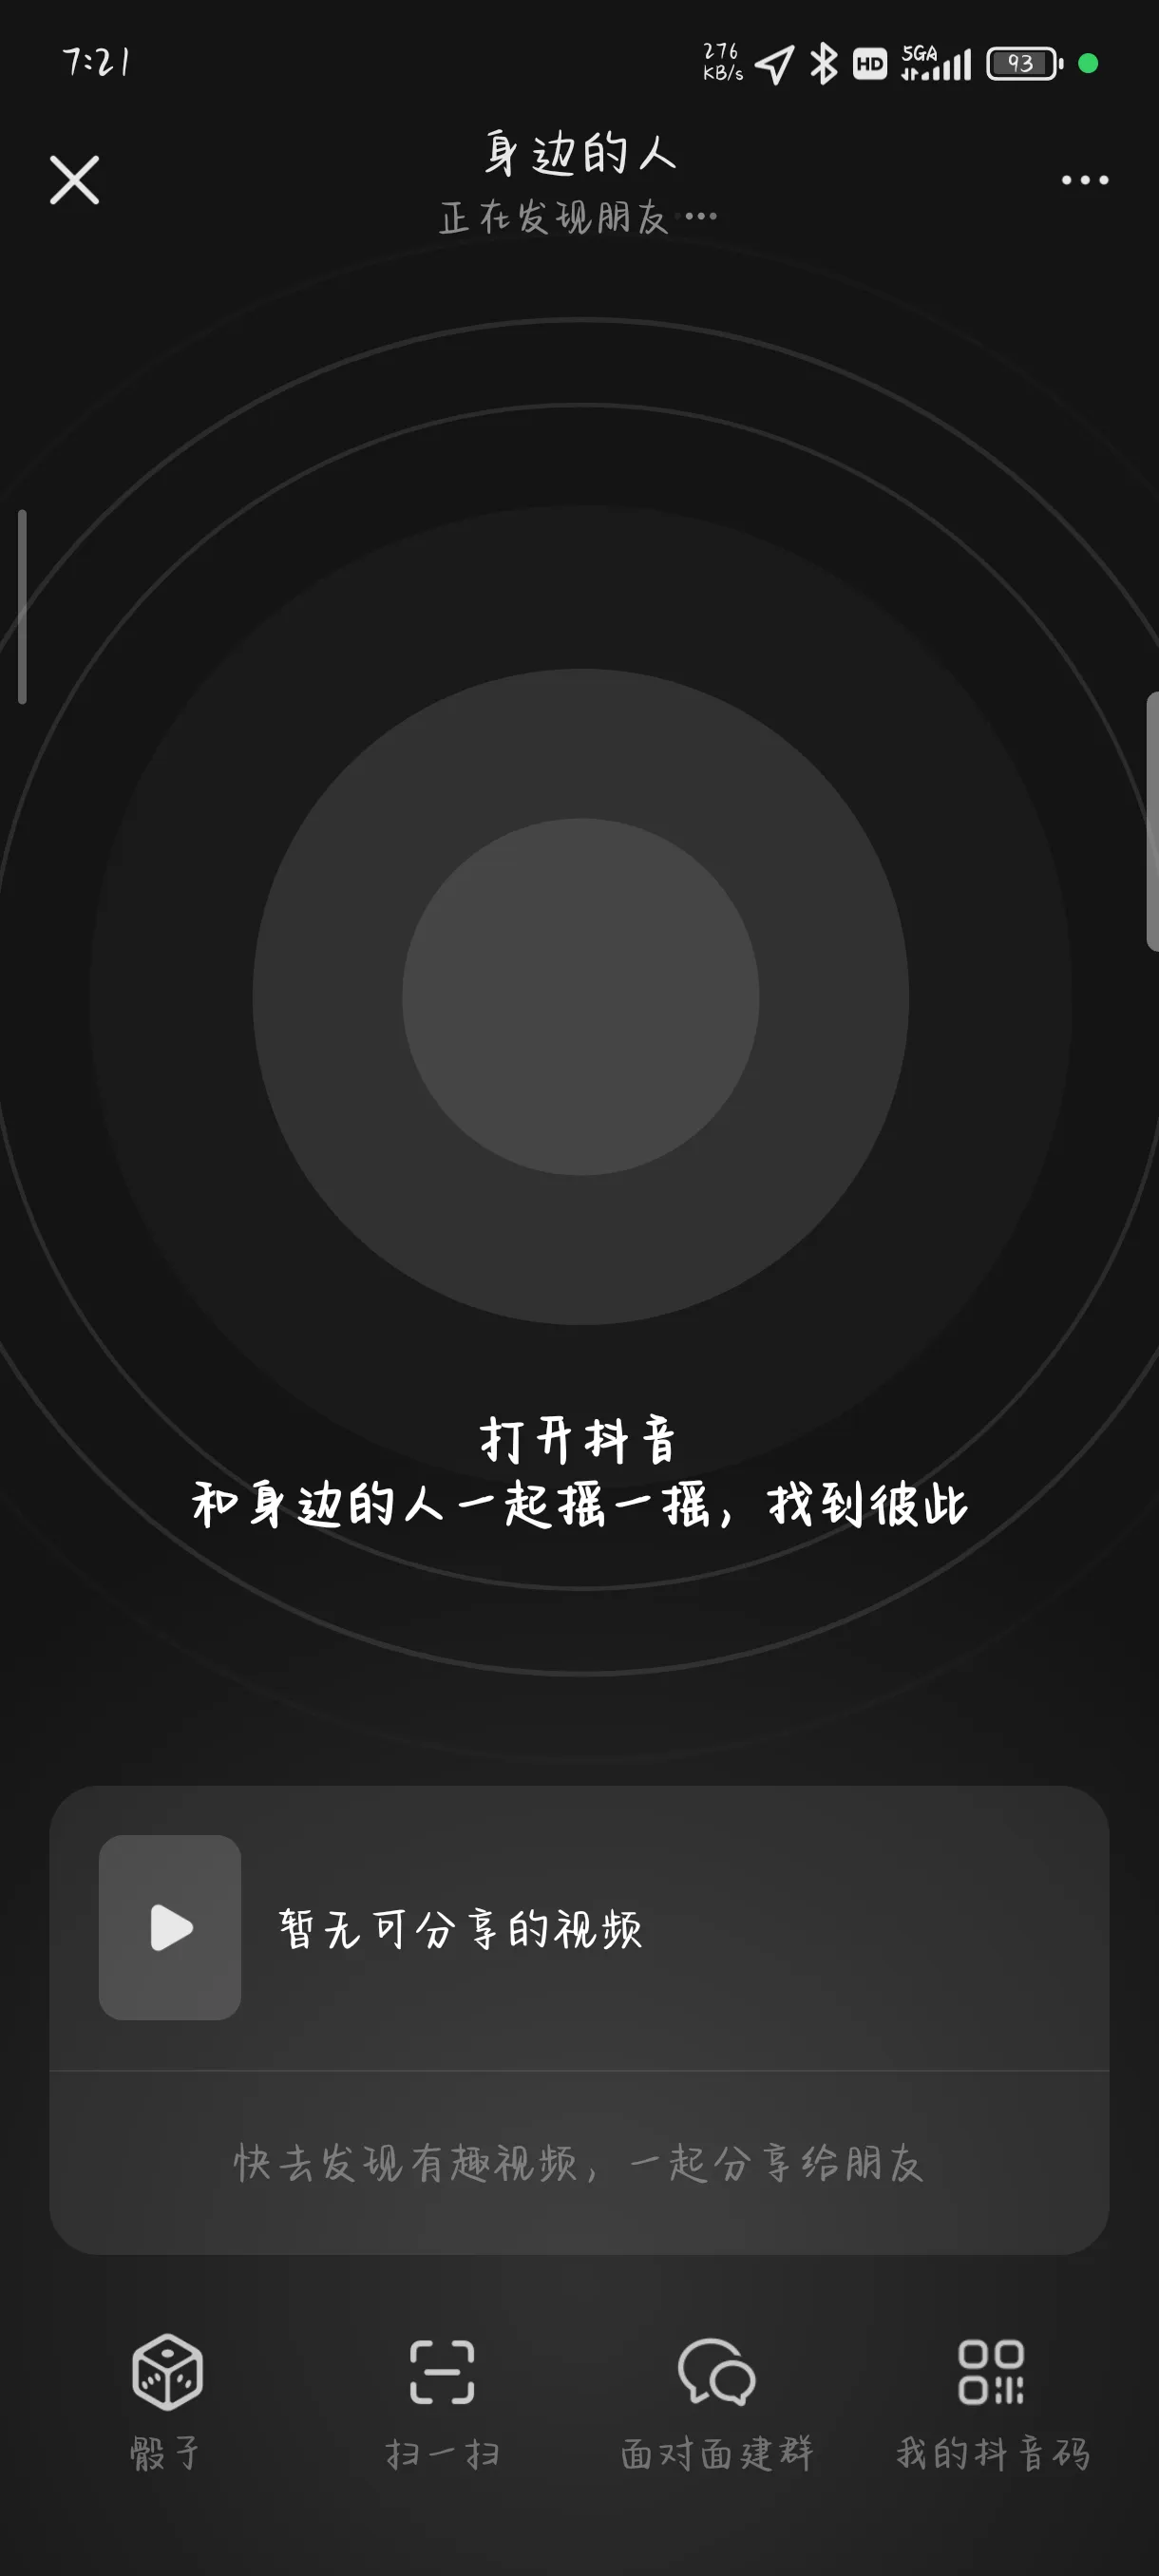 7:21
276
KB/s
HD
5GA
93
身边的人
正在发现朋友...
打开抖音
和身边的人一起摇一摇，找到彼此
暂无可分享的视频
快去发现有趣视频，一起分享给朋友
骰子
扫一扫
面对面建群
我的抖音码